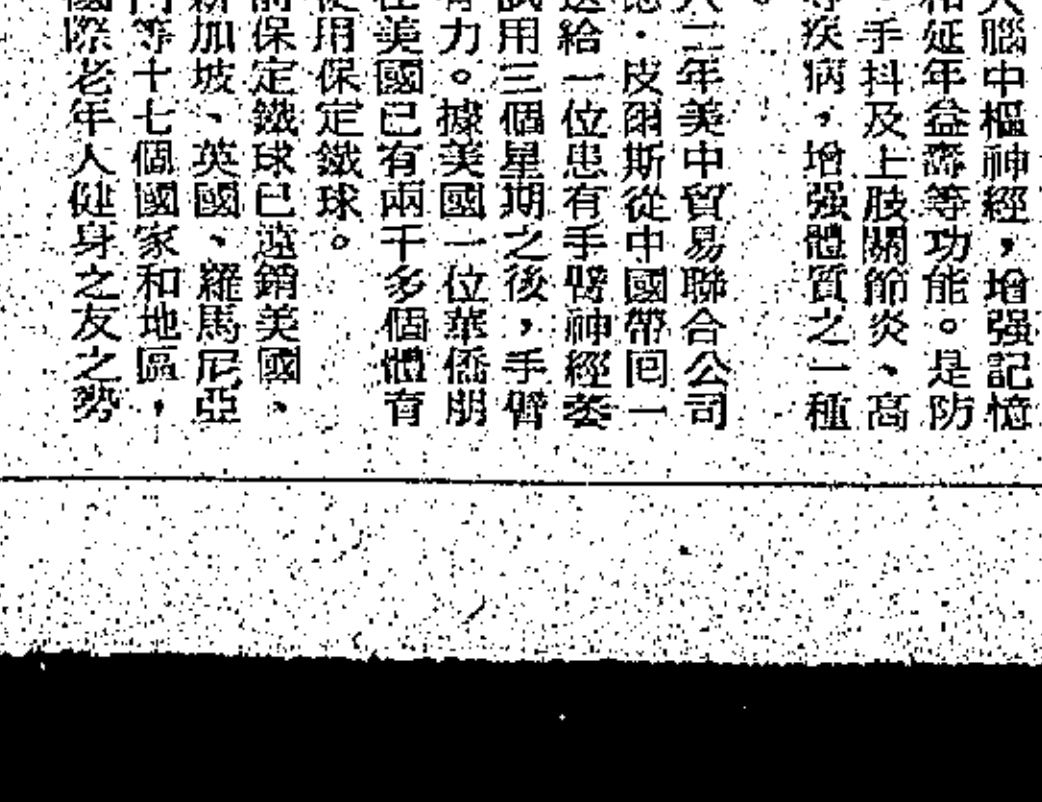 大腦中樞神經，增强記憶
和延年益壽等功能。是防
、手抖及上肢關節炎、高
等疾病，增强體質之一種
。
八二年美中貿易聯合公司
德·皮爾斯從中國帶回一
送給一位患有手臂神經萎
試用三個星期之後，手臂
有力。據美國一位華僑朋
在美國已有兩千多個體育
使用保定鐵球。
前保定鐵球已遠銷美國、
新加坡、英國、羅馬尼亞
門等十七個國家和地區，
國際老年人健身之友之勢